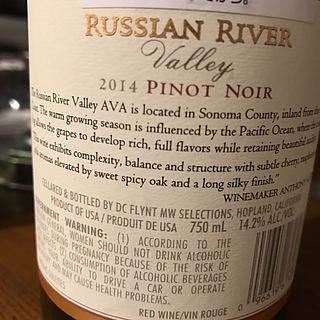 RUSSIAN RIVER
Valley
2014 PINOT NOIR
The Russian River Valley AVA is located in Sonoma County, inland from the
The warm growing season is influenced by the Pacific Ocean, where the
allows the grapes to develop rich, full flavors while retaining beautiful
wine exhibits complexity, balance and structure with subtle cherry,
aromas elevated by sweet spicy oak and a long silky finish."
WINEMAKER ANTHONY
CELLARED & BOTTLED BY DC FLYNT MW SELECTIONS, HOPLAND, CALIFORNIA
PRODUCT OF USA / PRODUIT DE USA 750 mL 14.2% ALC./VOL.
WARNING: (1) ACCORDING TO THE
GENERAL, WOMEN SHOULD NOT DRINK ALCOHOLIC
PREGNANCY BECAUSE OF THE RISK OF
(2) CONSUMPTION OF ALCOHOLIC BEVERAGES
ABILITY TO DRIVE A CAR OR OPERATE
MAY CAUSE HEALTH PROBLEMS.
RED WINE/VIN ROUGE